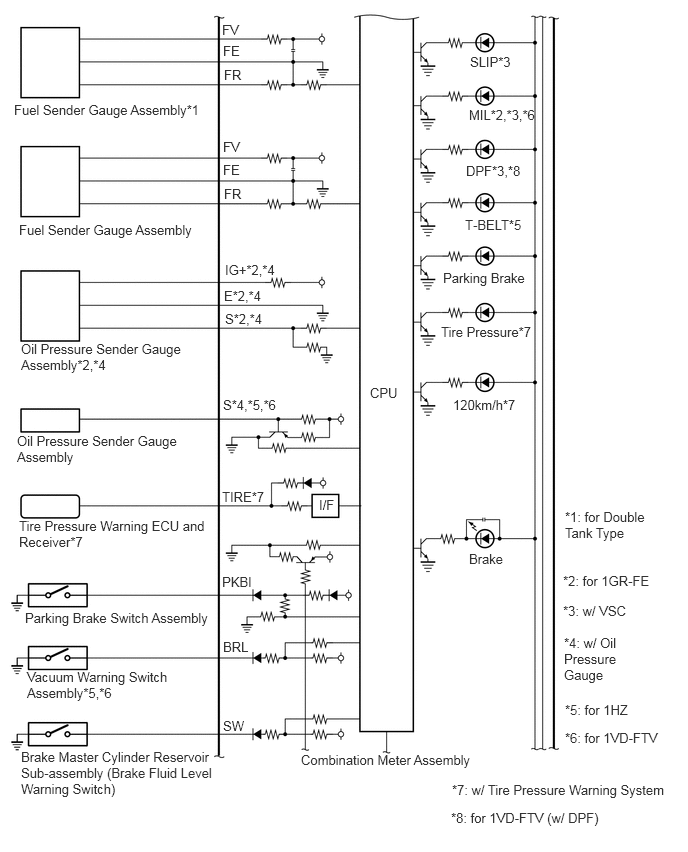 FV
FE
FR
Fuel Sender Gauge Assembly*1
FV
FE
FR
Fuel Sender Gauge Assembly
IG+*2,*4
E*2,*4
S*2,*4
Oil Pressure Sender Gauge
Assembly*2,*4
S*4,*5,*6
Oil Pressure Sender Gauge
Assembly
TIRE*7
I/F
Tire Pressure Warning ECU and
Receiver*7
PKBI
Parking Brake Switch Assembly
BRL
Vacuum Warning Switch
Assembly*5,*6
SW
Brake Master Cylinder Reservoir
Sub-assembly (Brake Fluid Level
Warning Switch)
CPU
Combination Meter Assembly
SLIP*3
MIL*2,*3,*6
DPF*3,*8
T-BELT*5
Parking Brake
Tire Pressure*7
120km/h*7
Brake
*1: for Double
Tank Type
*2: for 1GR-FE
*3: w/ VSC
*4: w/ Oil
Pressure
Gauge
*5: for 1HZ
*6: for 1VD-FTV
*7: w/ Tire Pressure Warning System
*8: for 1VD-FTV (w/ DPF)